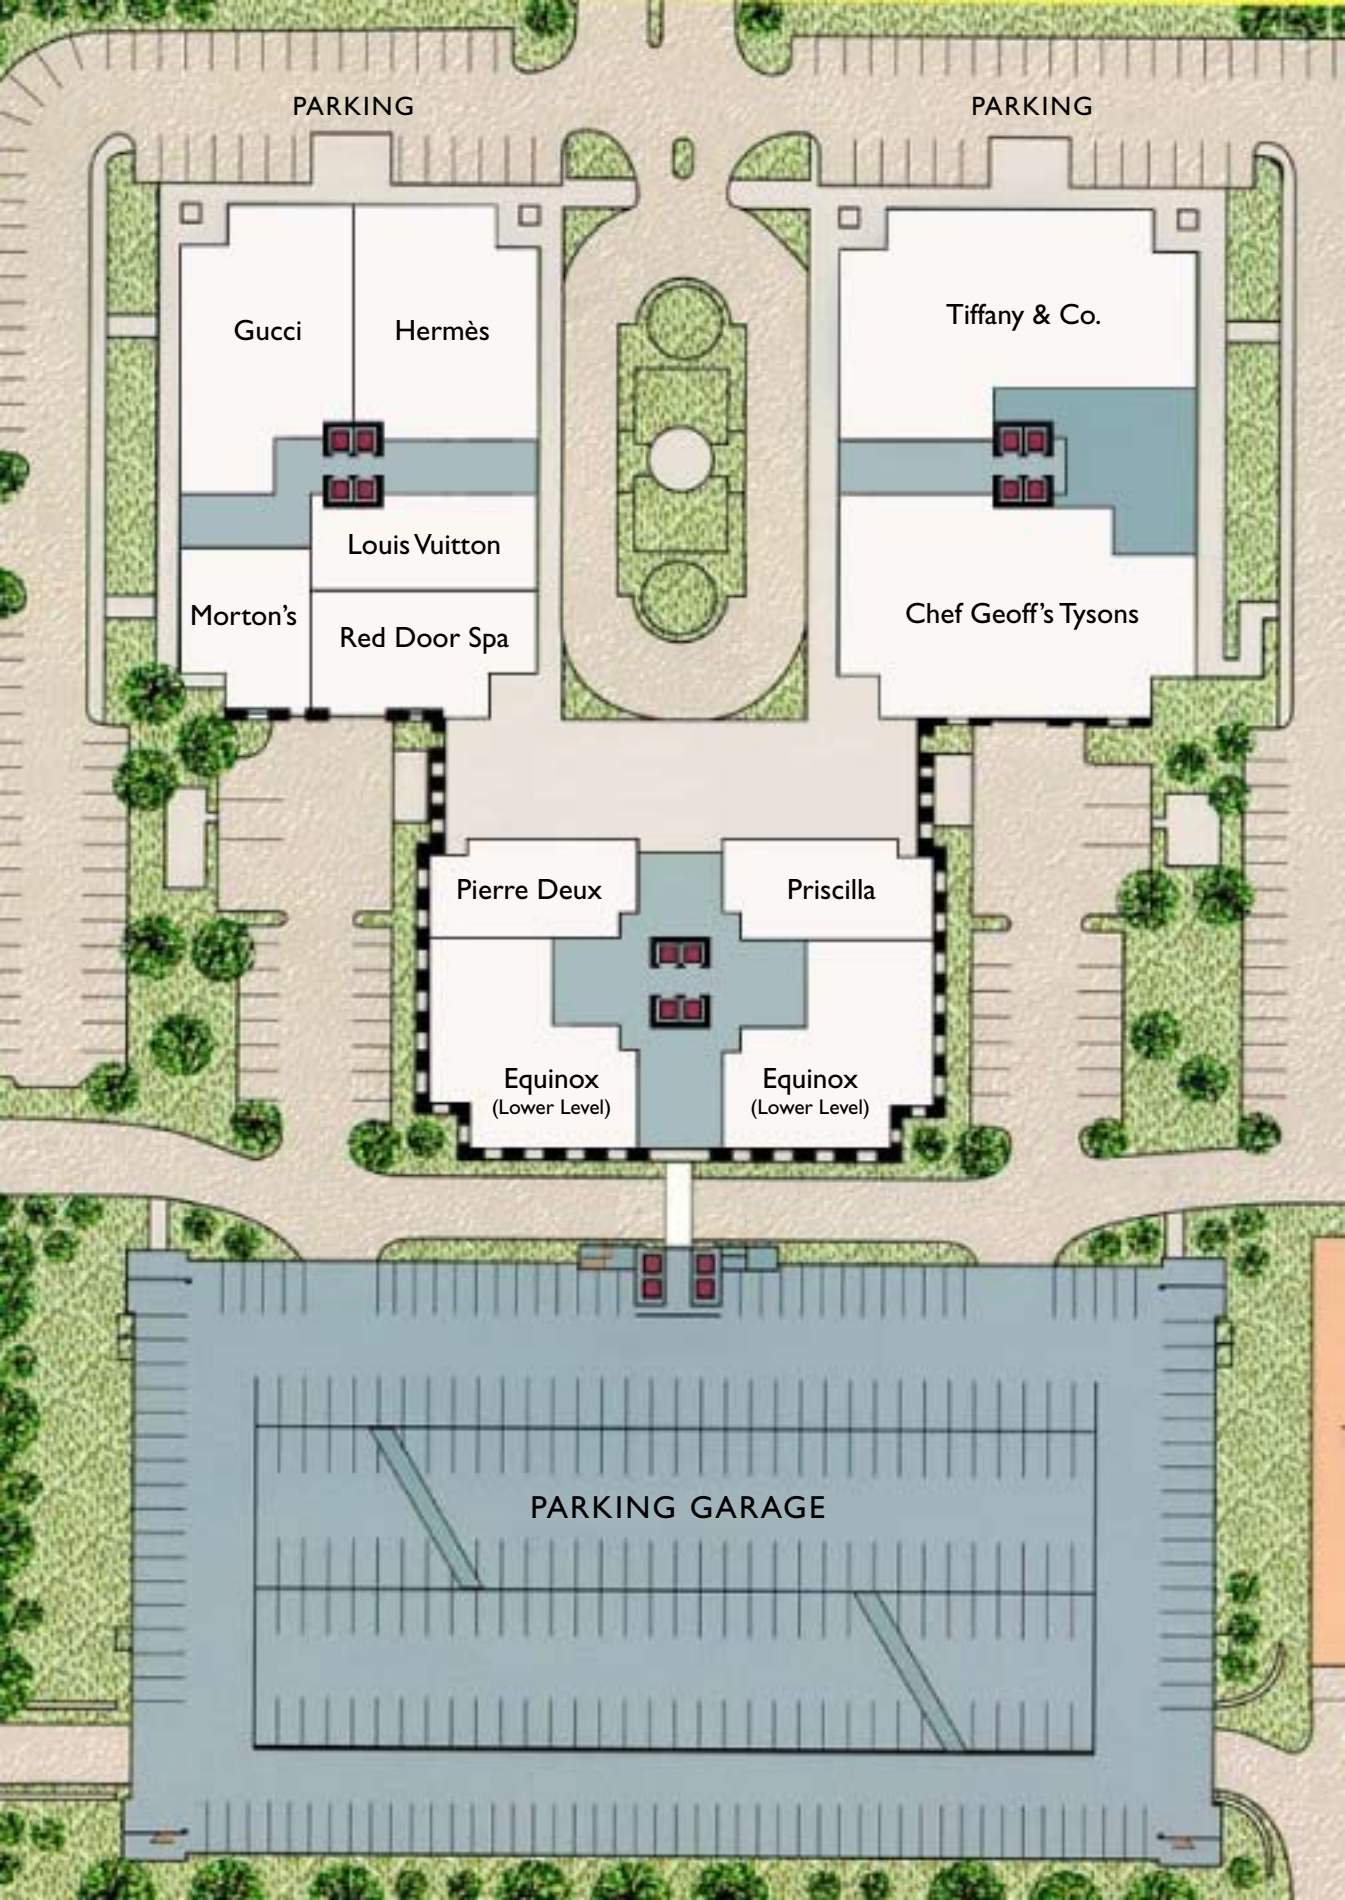 PARKING
PARKING
Gucci
Hermès
Tiffany & Co.
Louis Vuitton
Morton’s
Red Door Spa
Chef Geoff’s Tysons
Pierre Deux
Priscilla
Equinox
(Lower Level)
Equinox
(Lower Level)
PARKING GARAGE